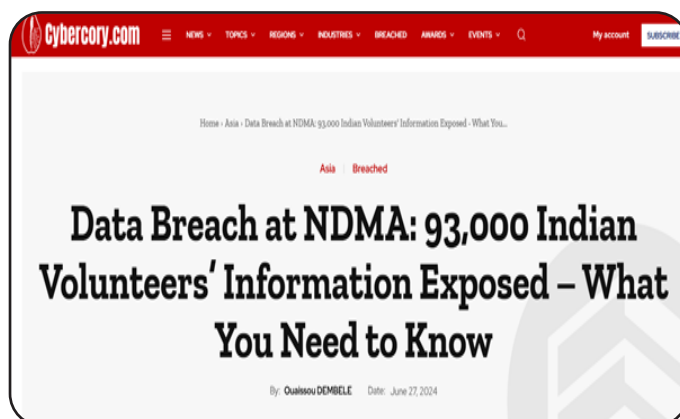 Cybercory.com NEWS TOPICS REGIONS INDUSTRIES BREACHED AWARDS EVENTS My account SUBSCRIBE
Home › Asia › Data Breach at NDMA: 93,000 Indian Volunteers' Information Exposed - What You...
Asia | Breached
Data Breach at NDMA: 93,000 Indian
Volunteers' Information Exposed – What
You Need to Know
By: Ouaissou DEMBELE Date: June 27, 2024